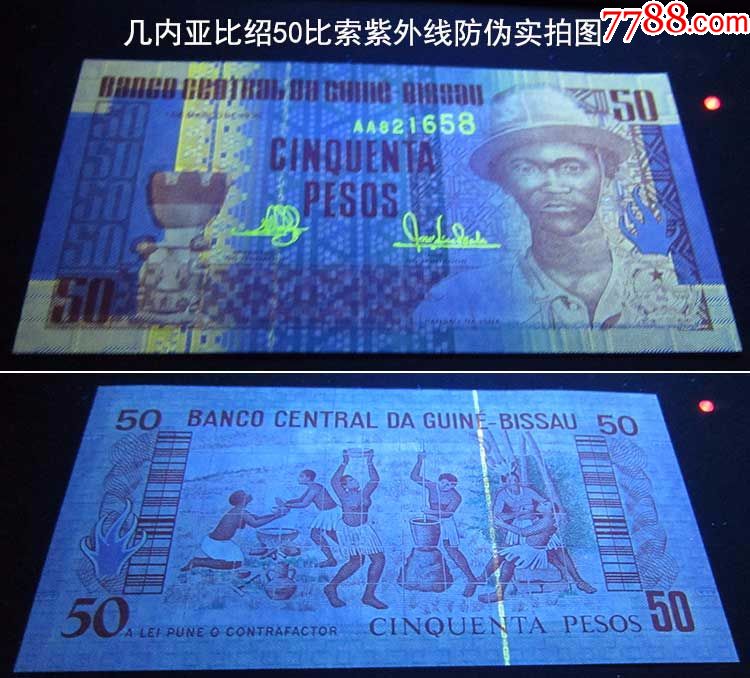 几内亚比绍50比索紫外线防伪实拍图
7788.com
BANCO CENTRAL DA GUINÉ-BISSAU
50
AA821658
CINQUENTA
PESOS
50
50
BANCO CENTRAL DA GUINÉ-BISSAU
50
50
A LEI PUNE O CONTRAFACTOR
CINQUENTA PESOS
50